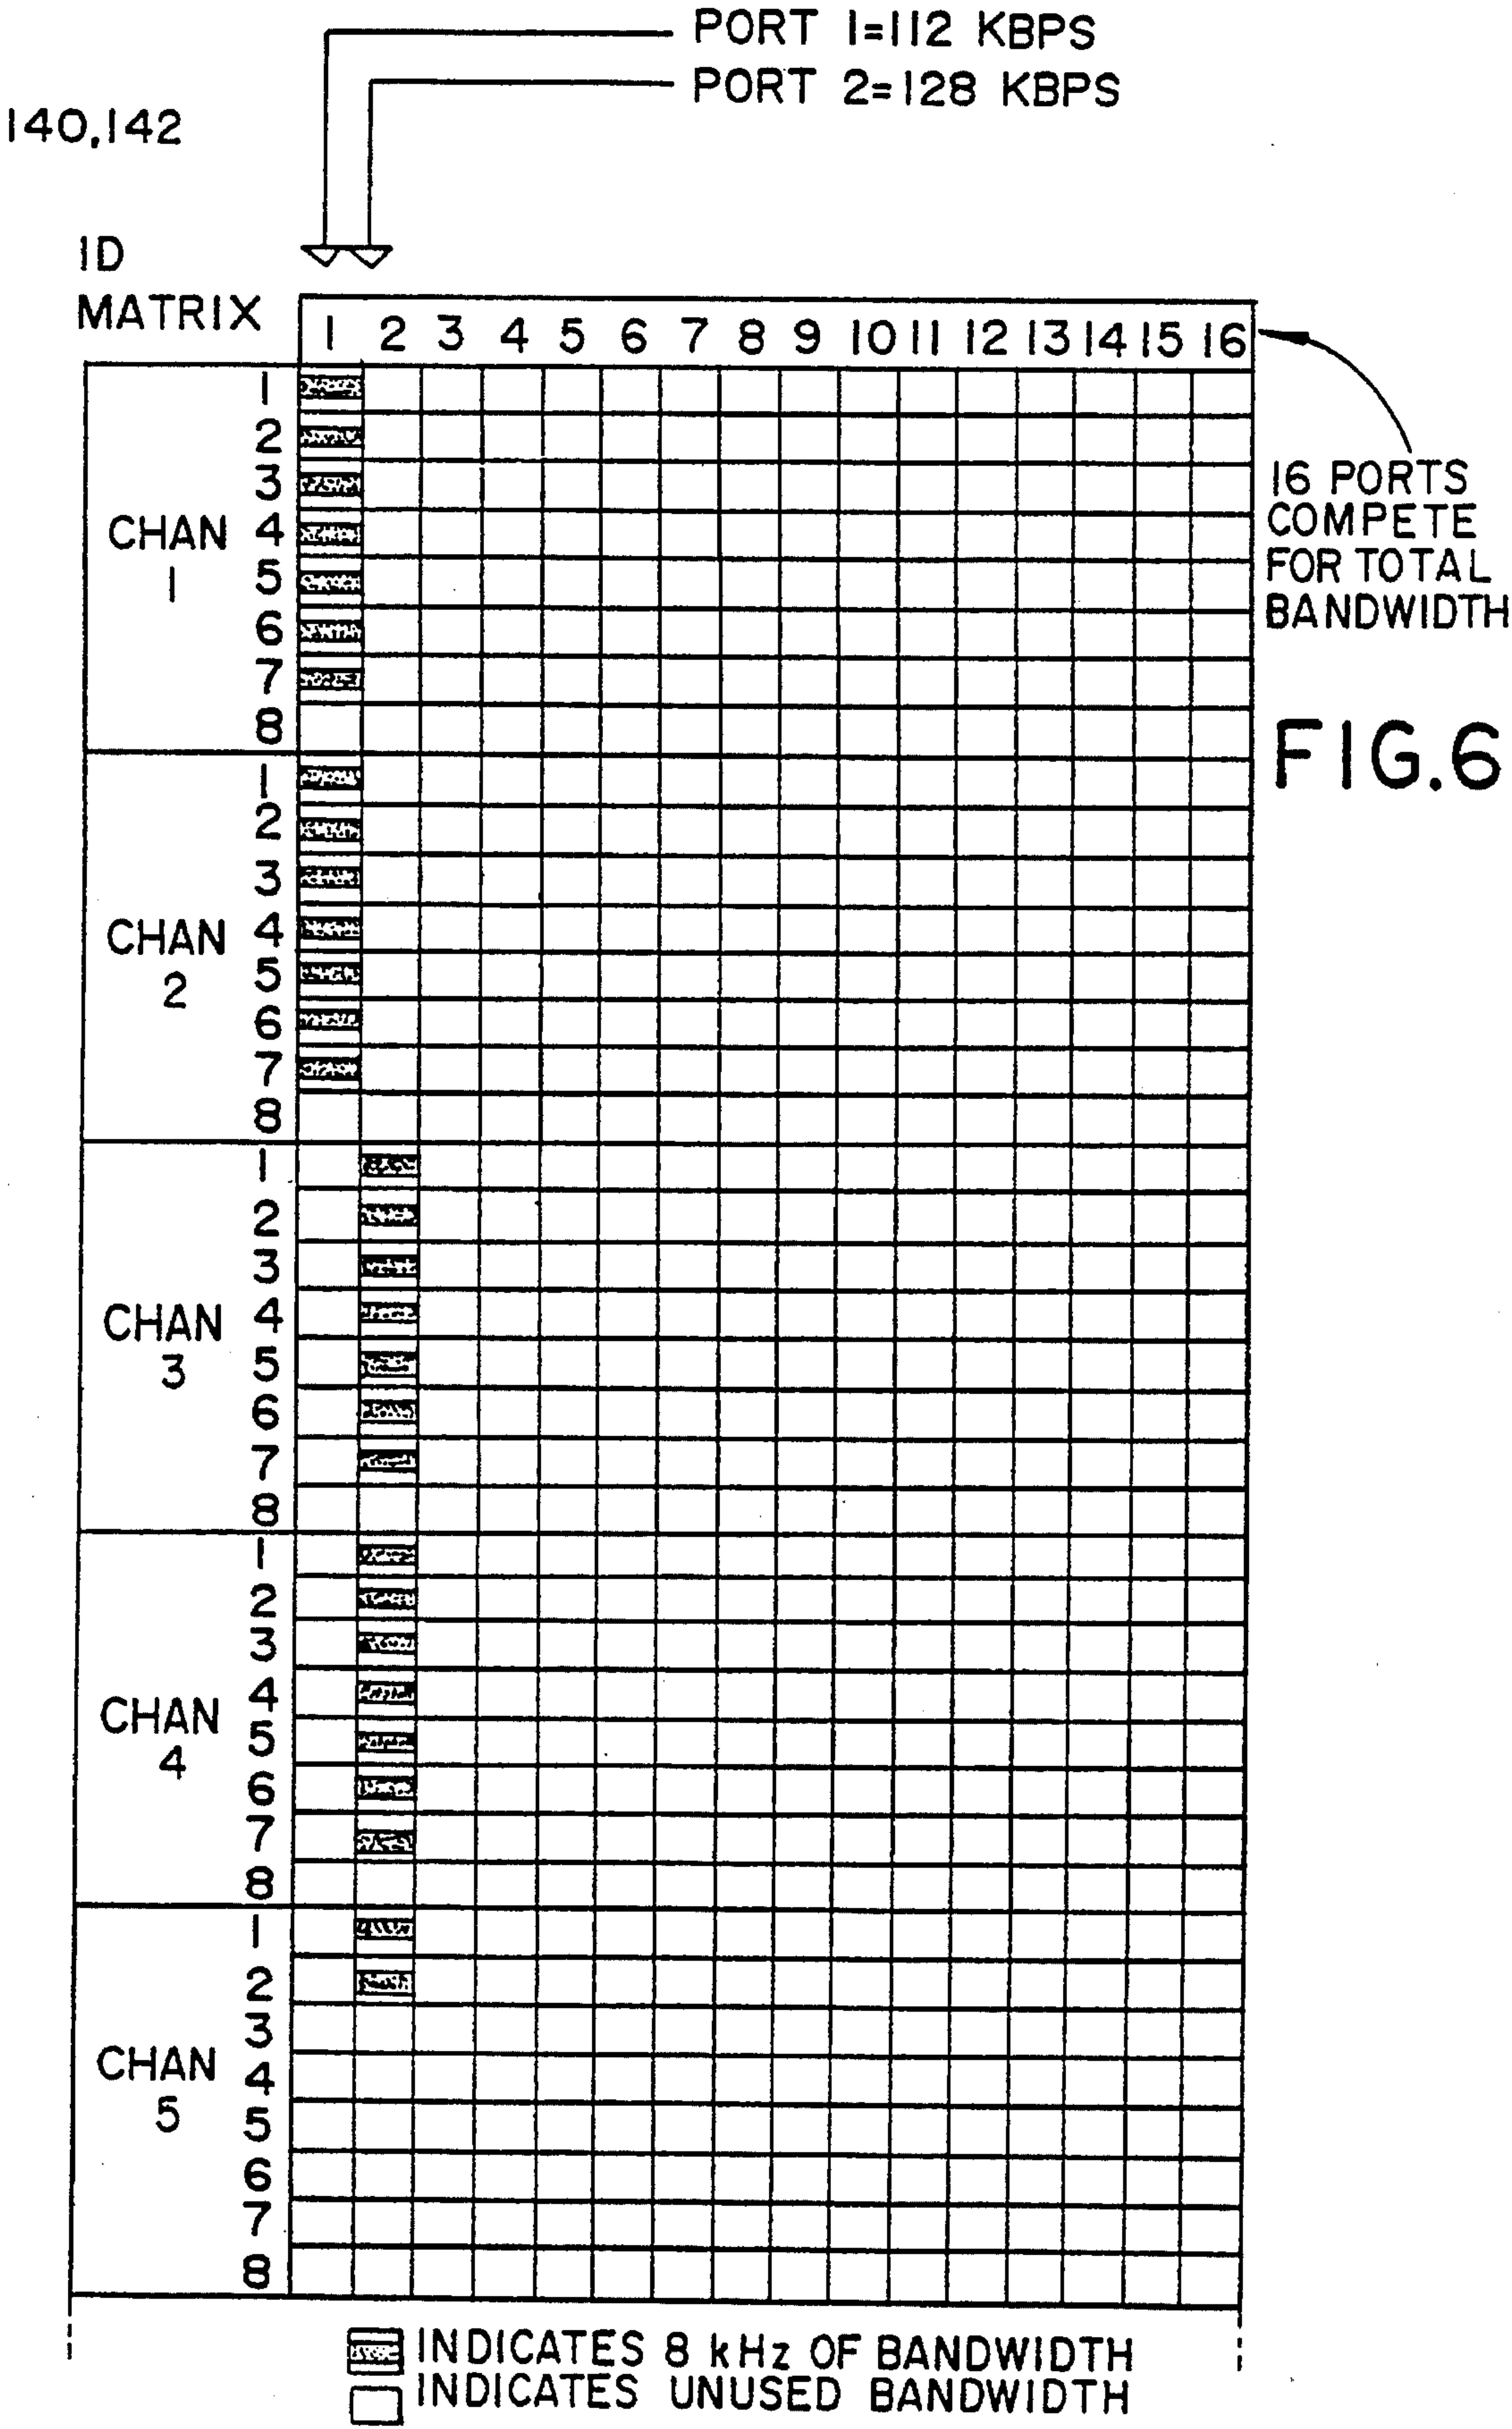 PORT 1=112 KBPS
PORT 2=128 KBPS
140,142
ID
MATRIX
1 2 3 4 5 6 7 8 9 10 11 12 13 14 15 16
16 PORTS
COMPETE
FOR TOTAL
BANDWIDTH
FIG.6
CHAN
1
1
2
3
4
5
6
7
8
CHAN
2
1
2
3
4
5
6
7
8
CHAN
3
1
2
3
4
5
6
7
8
CHAN
4
1
2
3
4
5
6
7
8
CHAN
5
1
2
3
4
5
6
7
8
INDICATES 8 kHz OF BANDWIDTH
INDICATES UNUSED BANDWIDTH